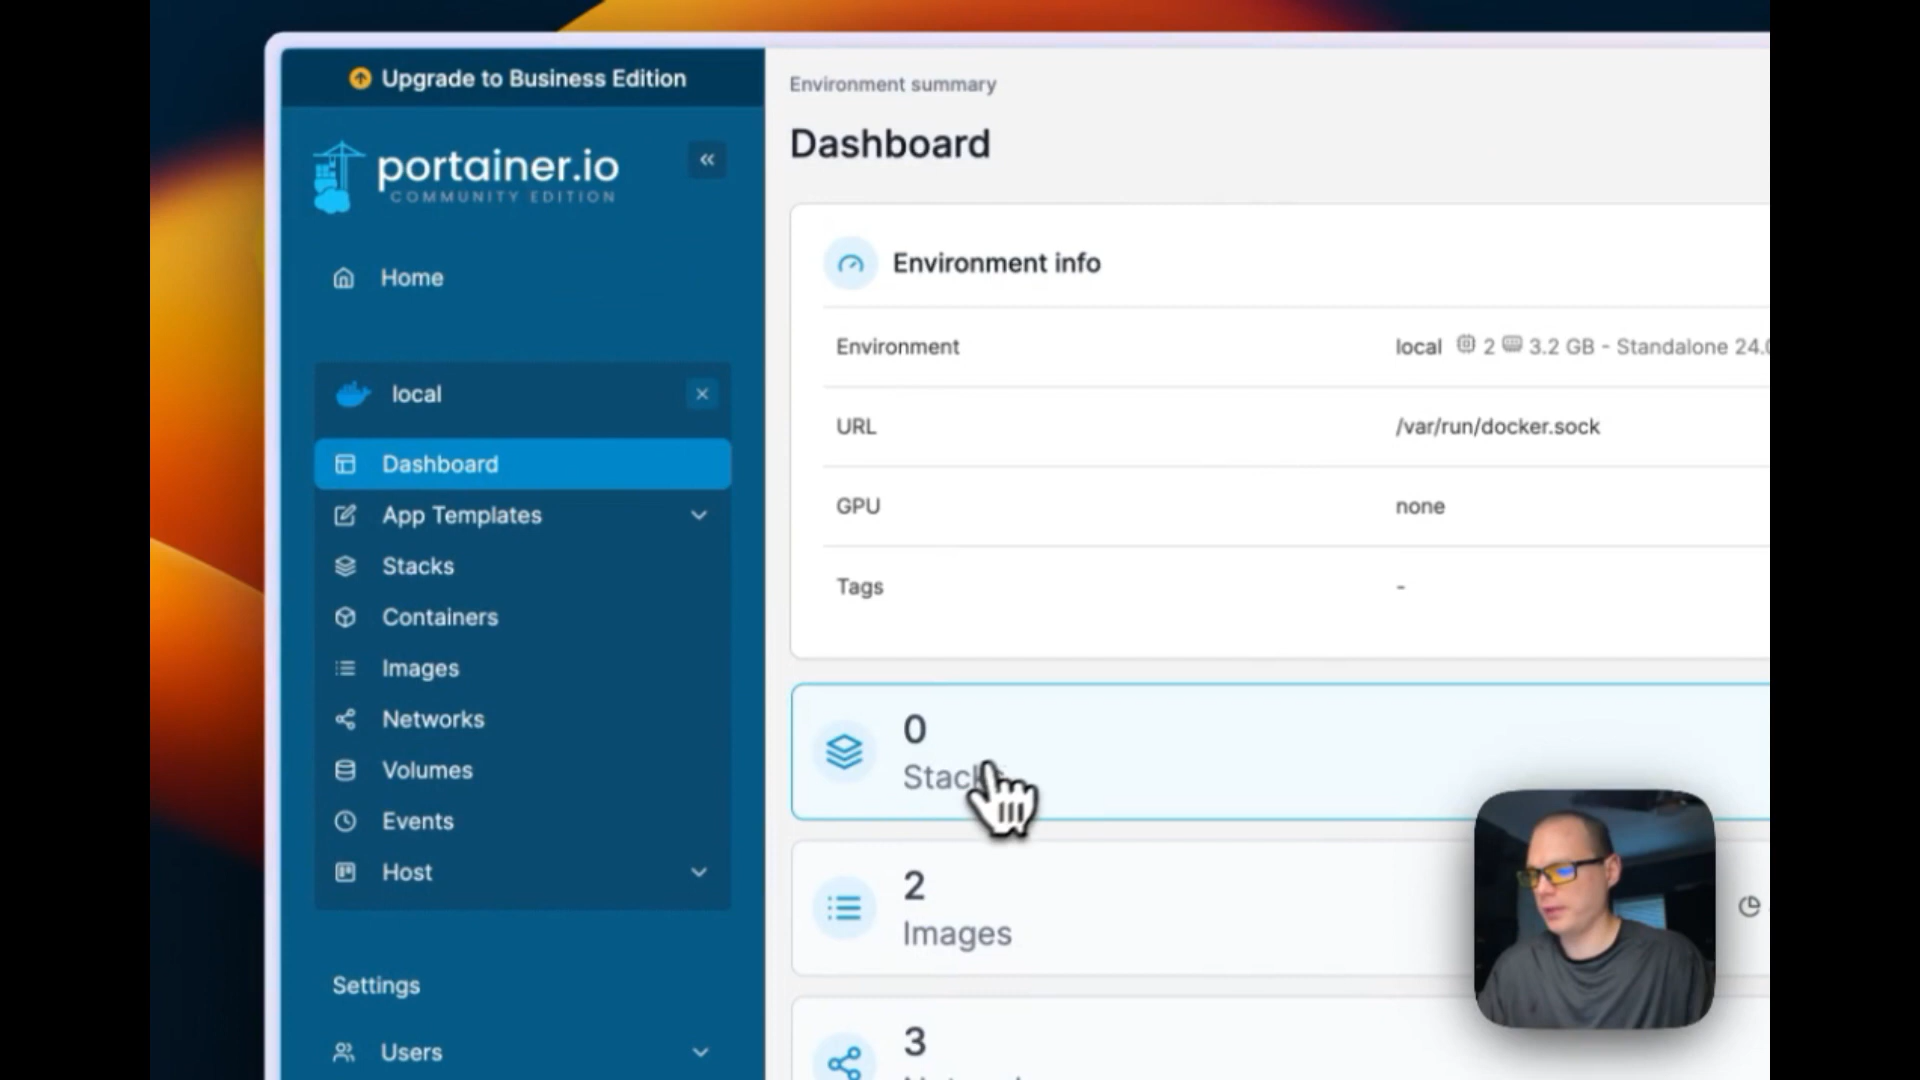 Upgrade to Business Edition
portainer.io
COMMUNITY EDITION
Home
local
Dashboard
App Templates
Stacks
Containers
Images
Networks
Volumes
Events
Host
Settings
Users
Environment summary
Dashboard
Environment info
Environment
local 2 3.2 GB - Standalone 24.
URL
/var/run/docker.sock
GPU
none
Tags
-
0
Stacks
2
Images
3